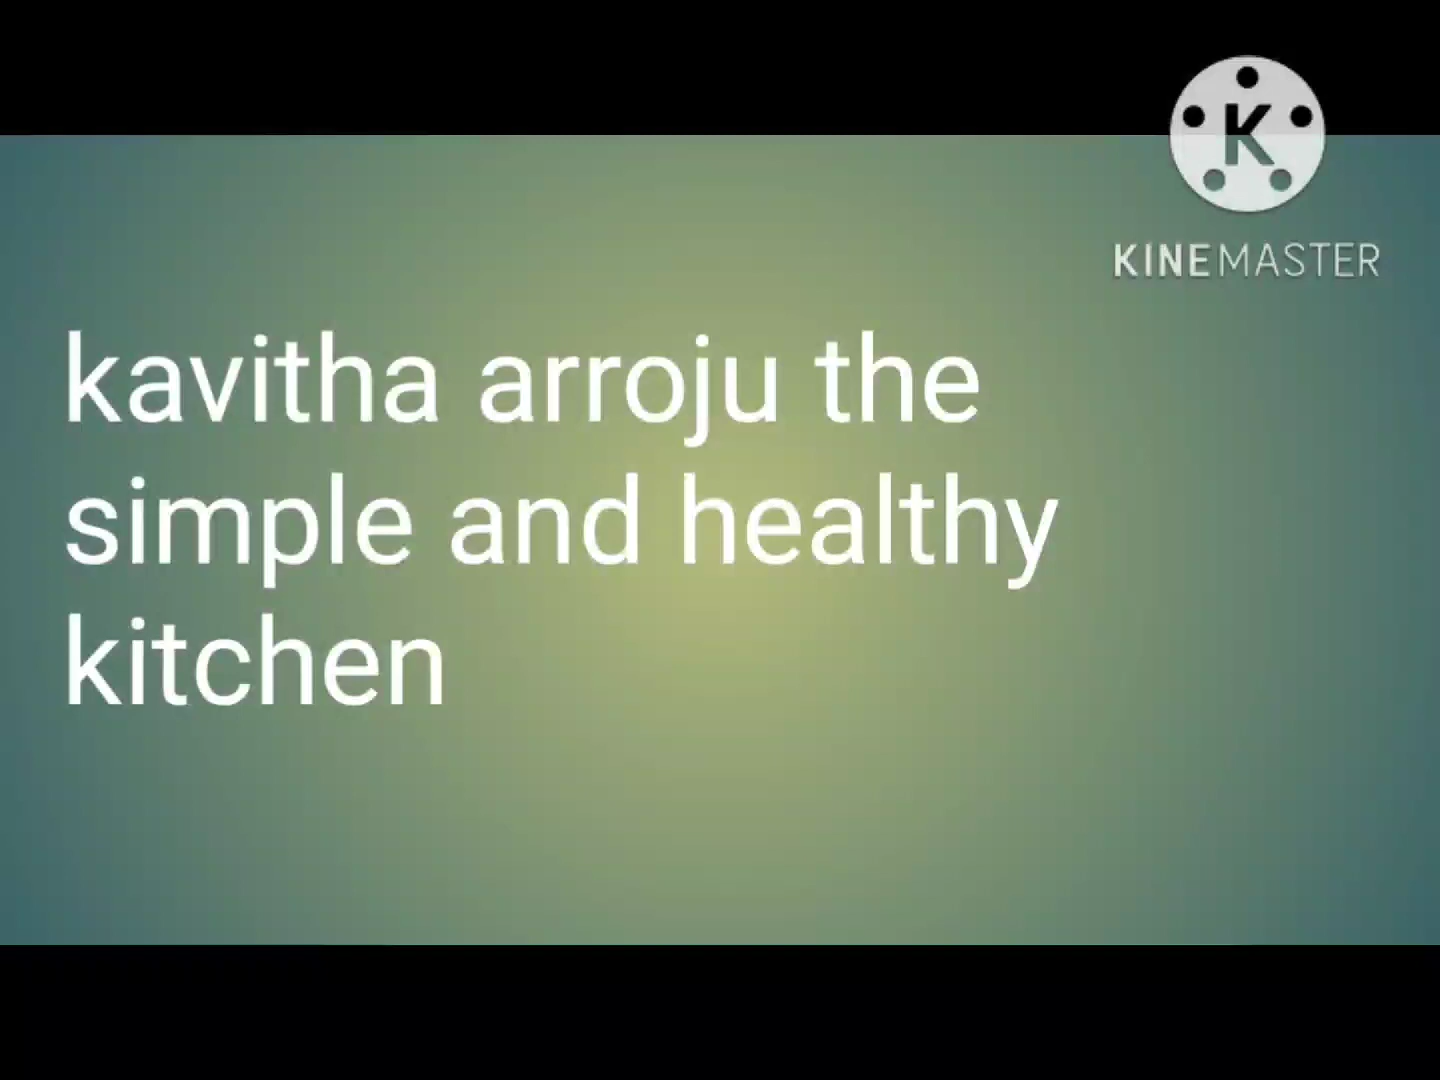 K
KINEMASTER
kavitha arroju the
simple and healthy
kitchen